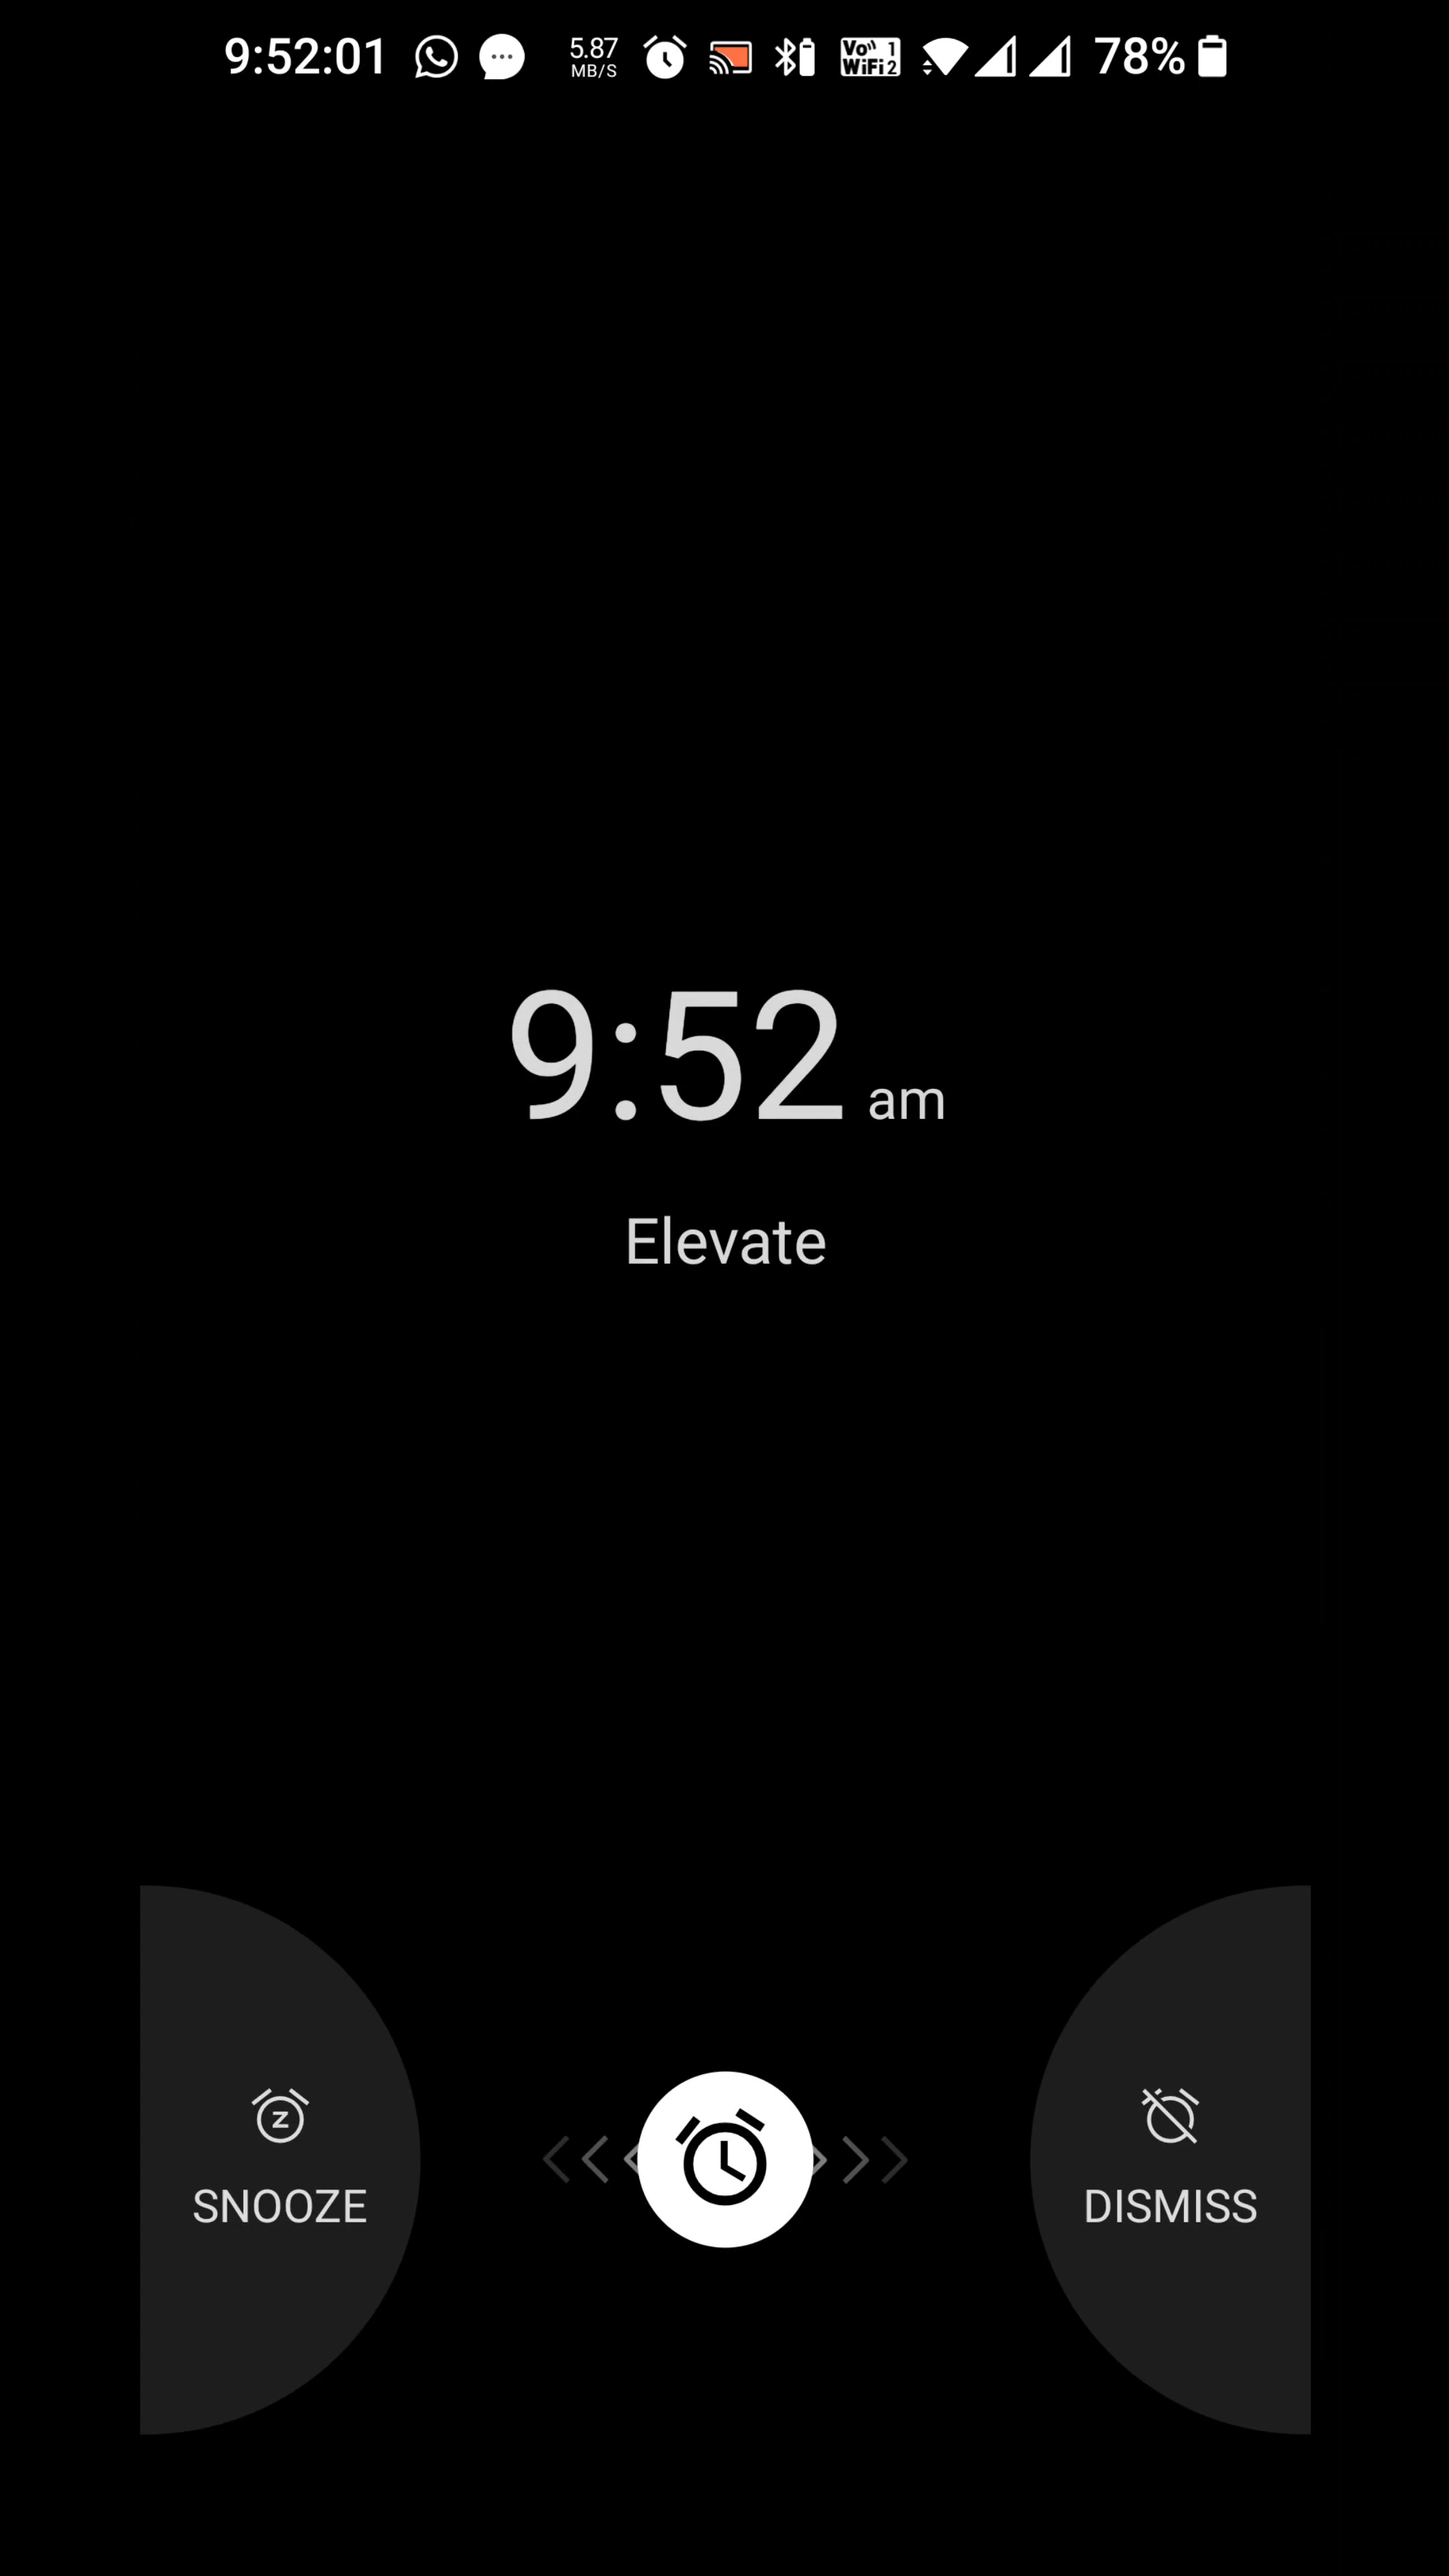 9:52:01 5.87 MB/S Vo 1 WiFi 2 78%
9:52 am
Elevate
z
SNOOZE DISMISS